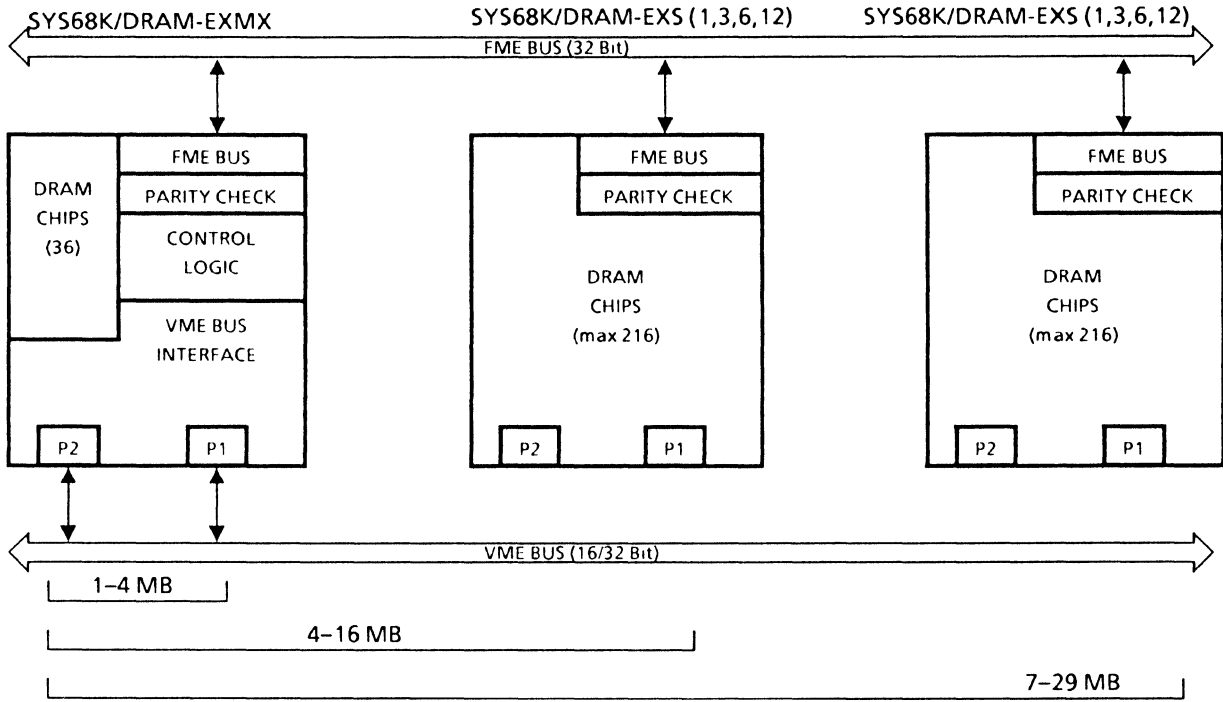 SYS68K/DRAM-EXMX
SYS68K/DRAM-EXS (1,3,6,12)
SYS68K/DRAM-EXS (1,3,6,12)
FME BUS (32 Bit)
DRAM
CHIPS
(36)
FME BUS
PARITY CHECK
CONTROL
LOGIC
VME BUS
INTERFACE
P2
P1
FME BUS
PARITY CHECK
DRAM
CHIPS
(max 216)
P2
P1
FME BUS
PARITY CHECK
DRAM
CHIPS
(max 216)
P2
P1
VME BUS (16/32 Bit)
1–4 MB
4–16 MB
7–29 MB